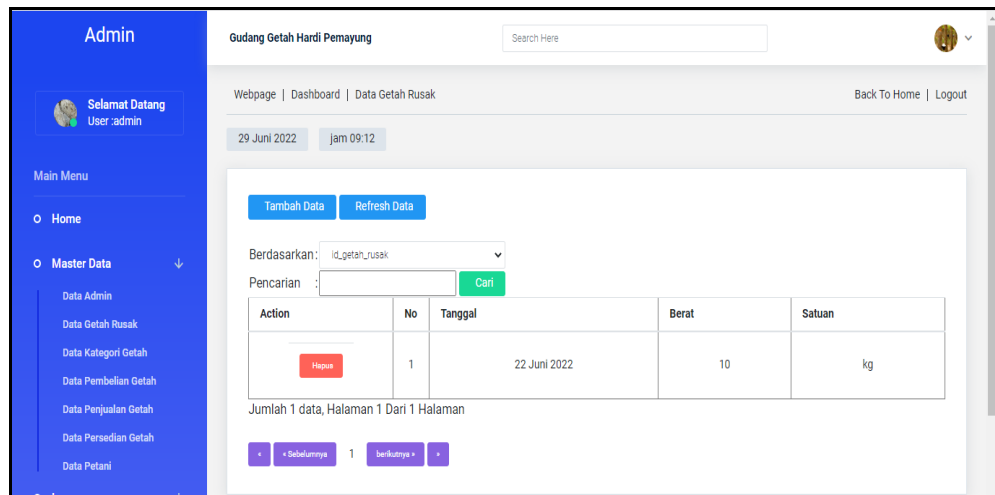 Admin
Selamat Datang
User :admin
Main Menu
Home
Master Data
Data Admin
Data Getah Rusak
Data Kategori Getah
Data Pembelian Getah
Data Penjualan Getah
Data Persedian Getah
Data Petani
Gudang Getah Hardi Pemayung
Search Here
Webpage | Dashboard | Data Getah Rusak
Back To Home | Logout
29 Juni 2022 jam 09:12
Tambah Data Refresh Data
Berdasarkan : id_getah_rusak
Pencarian : Cari
Action No Tanggal Berat Satuan
Hapus 1 22 Juni 2022 10 kg
Jumlah 1 data, Halaman 1 Dari 1 Halaman
« « Sebelumnya 1 berikutnya » »